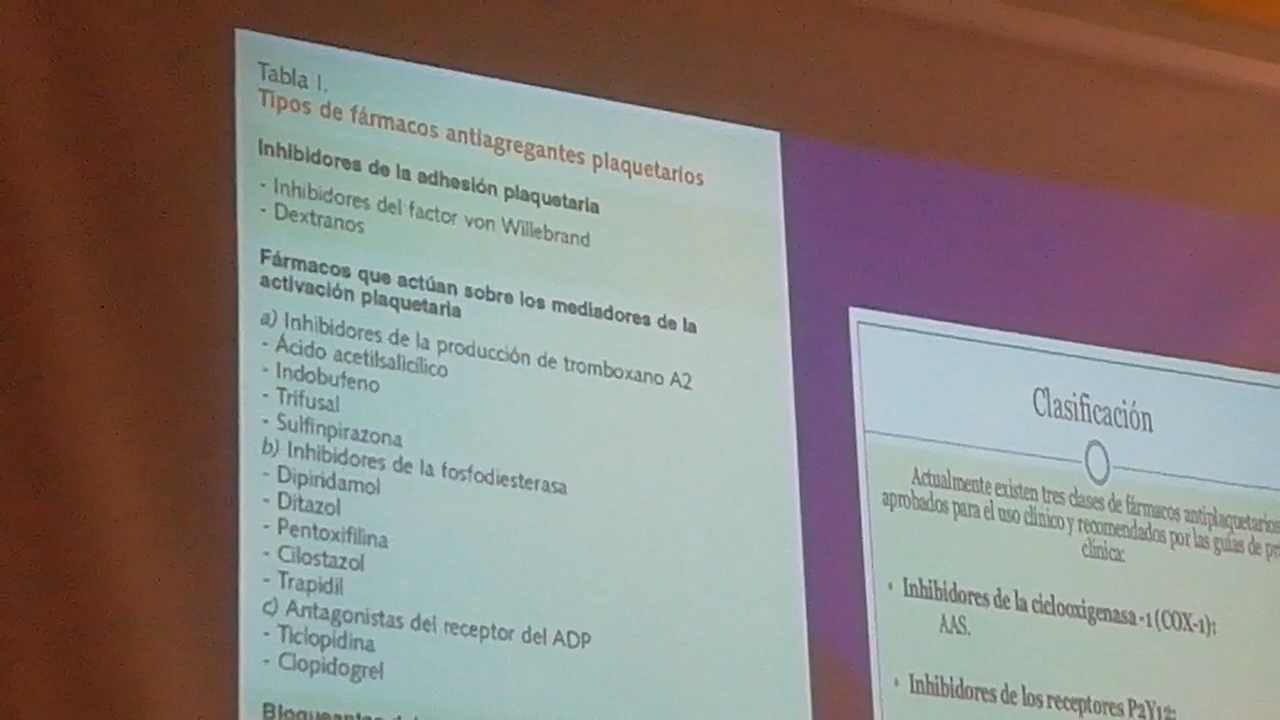 Tabla I.
Tipos de fármacos antiagregantes plaquetarios
Inhibidores de la adhesión plaquetaria
- Inhibidores del factor von Willebrand
- Dextranos
Fármacos que actúan sobre los mediadores de la
activación plaquetaria
a) Inhibidores de la producción de tromboxano A2
- Ácido acetilsalicílico
- Indobufeno
- Trifusal
- Sulfinpirazona
b) Inhibidores de la fosfodiesterasa
- Dipiridamol
- Ditazol
- Pentoxifilina
- Cilostazol
- Trapidil
c) Antagonistas del receptor del ADP
- Ticlopidina
- Clopidogrel
Bloqueantes
Clasificación
Actualmente existen tres clases de fármacos antiplaquetarios
aprobados para el uso clínico y recomendados por las guías de
clínica:
• Inhibidores de la ciclooxigenasa -1 (COX-1):
AAS.
• Inhibidores de los receptores P2Y12: